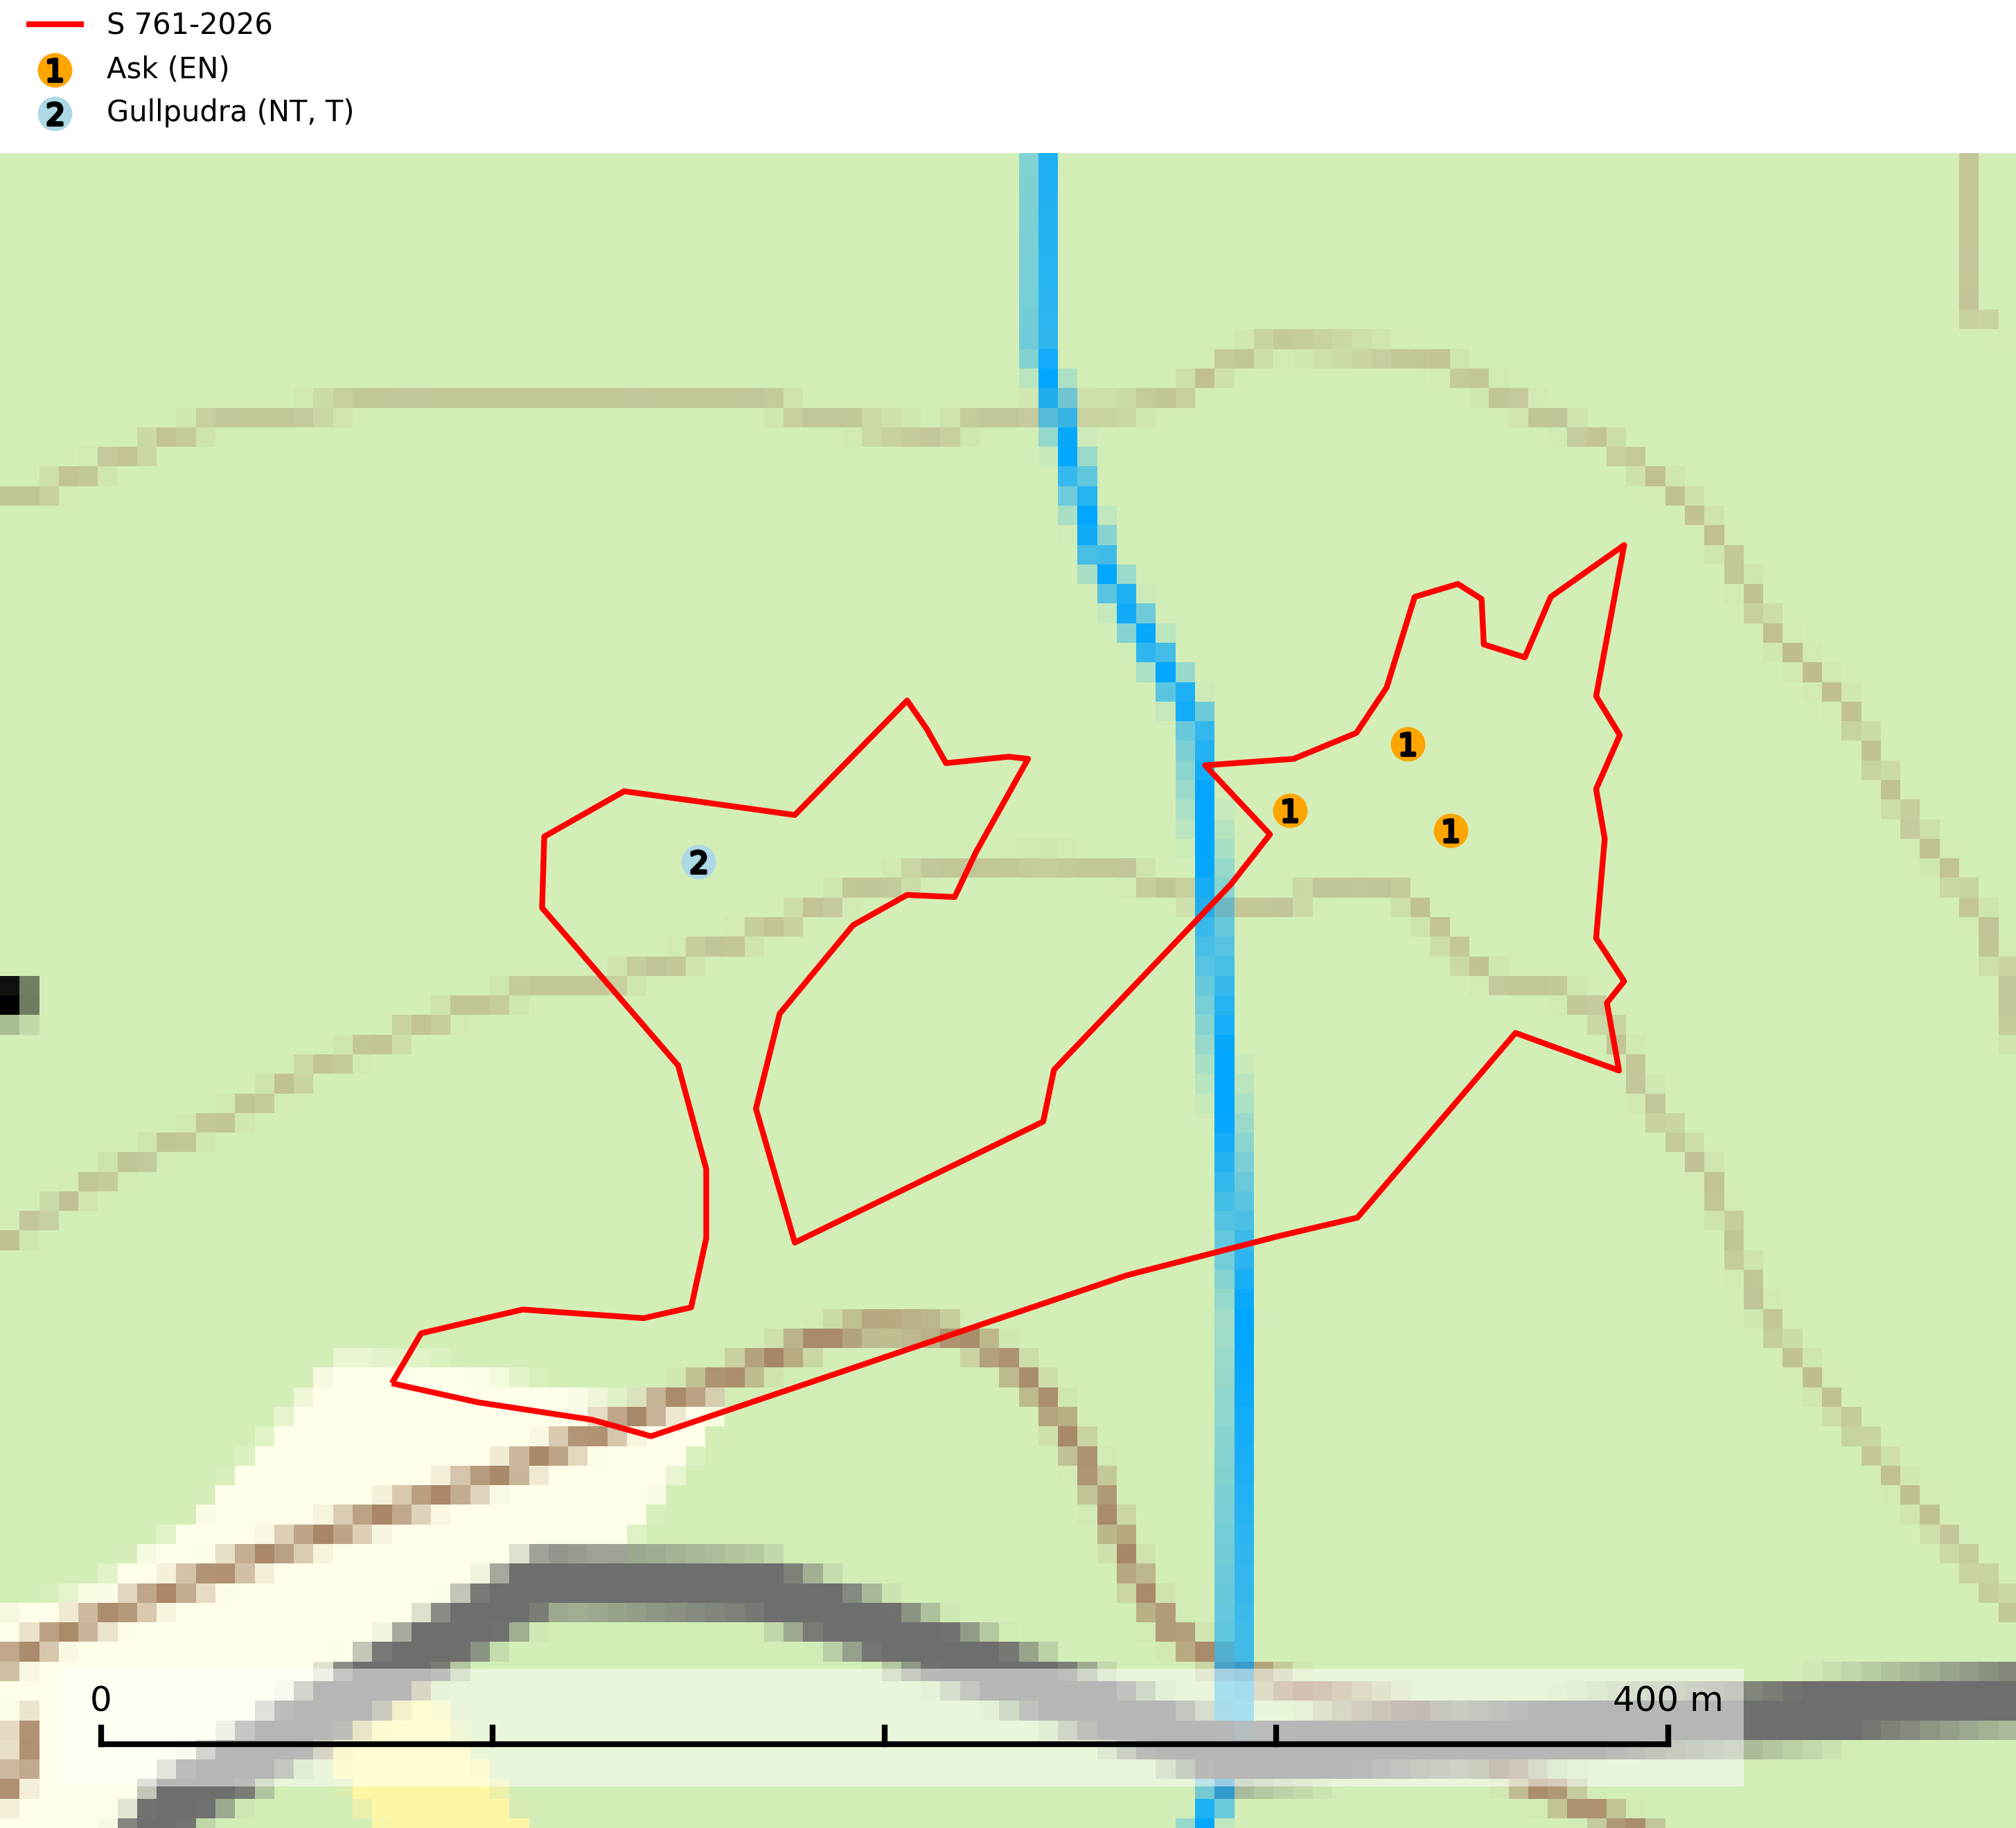 S 761-2026
1 Ask (EN)
2 Gullpudra (NT, T)
1
1
1
2
0 400 m